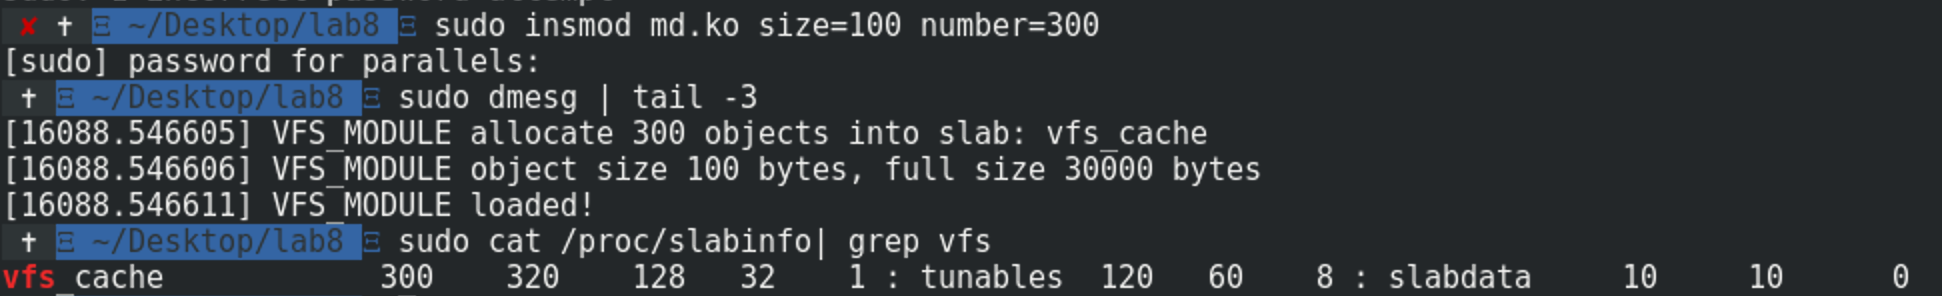 ✘ † Ξ ~/Desktop/lab8 Ξ sudo insmod md.ko size=100 number=300
[sudo] password for parallels:
† Ξ ~/Desktop/lab8 Ξ sudo dmesg | tail -3
[16088.546605] VFS_MODULE allocate 300 objects into slab: vfs_cache
[16088.546606] VFS_MODULE object size 100 bytes, full size 30000 bytes
[16088.546611] VFS_MODULE loaded!
† Ξ ~/Desktop/lab8 Ξ sudo cat /proc/slabinfo| grep vfs
vfs_cache 300 320 128 32 1 : tunables 120 60 8 : slabdata 10 10 0